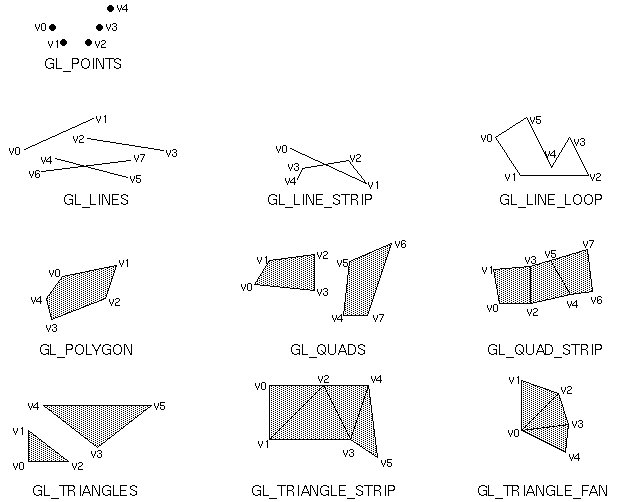 v4
v0 v3
v1 v2
GL_POINTS
v1
v2
v0 v3
v4 v7
v6 v5
GL_LINES
v0
v2
v3
v4
v1
GL_LINE_STRIP
v5
v0
v3
v4
v1 v2
GL_LINE_LOOP
v1
v0
v4
v2
v3
GL_POLYGON
v2
v1
v0 v3
v6
v5
v4 v7
GL_QUADS
v7
v5
v3
v1
v0 v2 v4 v6
GL_QUAD_STRIP
v4 v5
v1
v3
v0 v2
GL_TRIANGLES
v0 v2 v4
v1 v3
v5
GL_TRIANGLE_STRIP
v1
v2
v0 v3
v4
GL_TRIANGLE_FAN